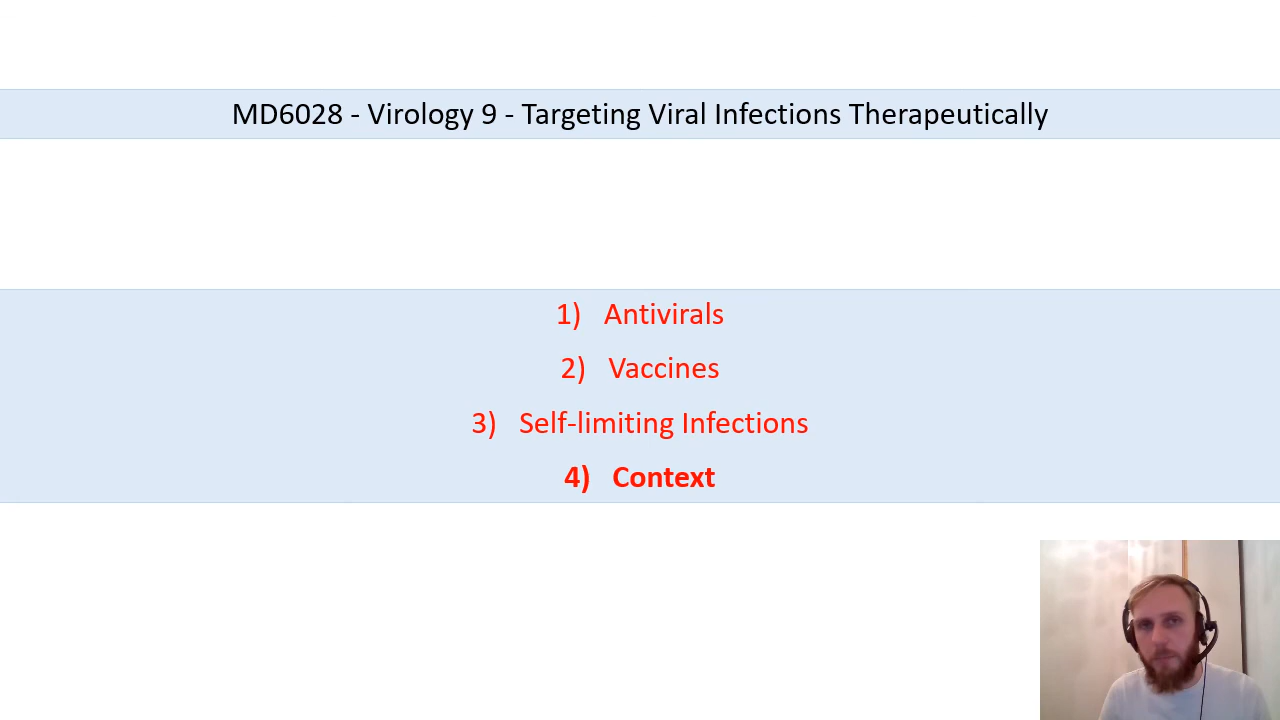 MD6028 - Virology 9 - Targeting Viral Infections Therapeutically
1) Antivirals
2) Vaccines
3) Self-limiting Infections
4) Context